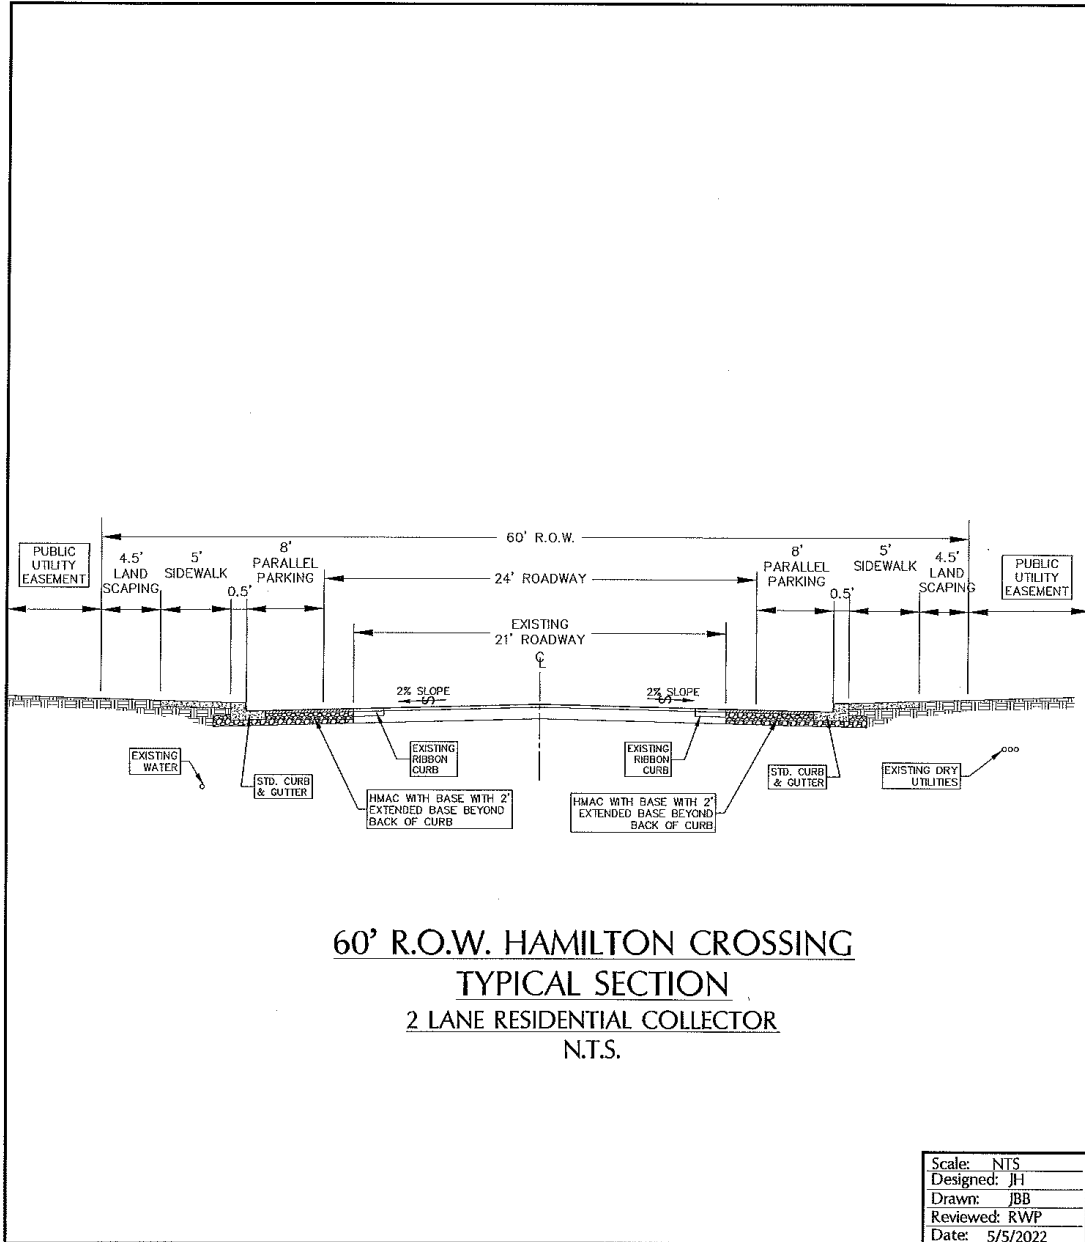 60' R.O.W.
PUBLIC
UTILITY
EASEMENT
4.5'
LAND
SCAPING
5'
SIDEWALK
0.5'
8'
PARALLEL
PARKING
24' ROADWAY
EXISTING
21' ROADWAY
℄
8'
PARALLEL
PARKING
0.5'
5'
SIDEWALK
4.5'
LAND
SCAPING
PUBLIC
UTILITY
EASEMENT
2% SLOPE
2% SLOPE
EXISTING
WATER
STD. CURB
& GUTTER
EXISTING
RIBBON
CURB
HMAC WITH BASE WITH 2'
EXTENDED BASE BEYOND
BACK OF CURB
EXISTING
RIBBON
CURB
HMAC WITH BASE WITH 2'
EXTENDED BASE BEYOND
BACK OF CURB
STD. CURB
& GUTTER
EXISTING DRY
UTILITIES
60' R.O.W. HAMILTON CROSSING
TYPICAL SECTION
2 LANE RESIDENTIAL COLLECTOR
N.T.S.
Scale: NTS
Designed: JH
Drawn: JBB
Reviewed: RWP
Date: 5/5/2022